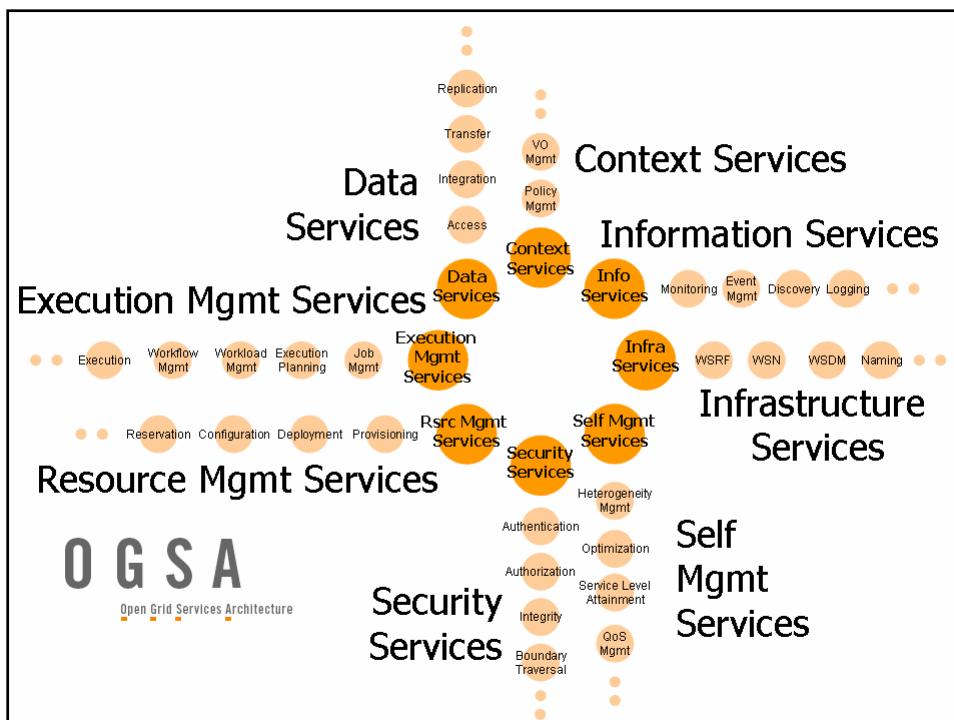 Replication
Transfer
Integration
Access
Data
Services
Data
Services
VO
Mgmt
Policy
Mgmt
Context
Services
Context Services
Information Services
Info
Services
Monitoring
Event
Mgmt
Discovery
Logging
Execution Mgmt Services
Execution
Workflow
Mgmt
Workload
Mgmt
Execution
Planning
Job
Mgmt
Execution
Mgmt
Services
Infra
Services
WSRF
WSN
WSDM
Naming
Infrastructure
Services
Reservation
Configuration
Deployment
Provisioning
Rsrc Mgmt
Services
Resource Mgmt Services
Self Mgmt
Services
Heterogeneity
Mgmt
Optimization
Service Level
Attainment
QoS
Mgmt
Self
Mgmt
Services
Security
Services
Authentication
Authorization
Integrity
Boundary
Traversal
Security
Services
OGSA
Open Grid Services Architecture